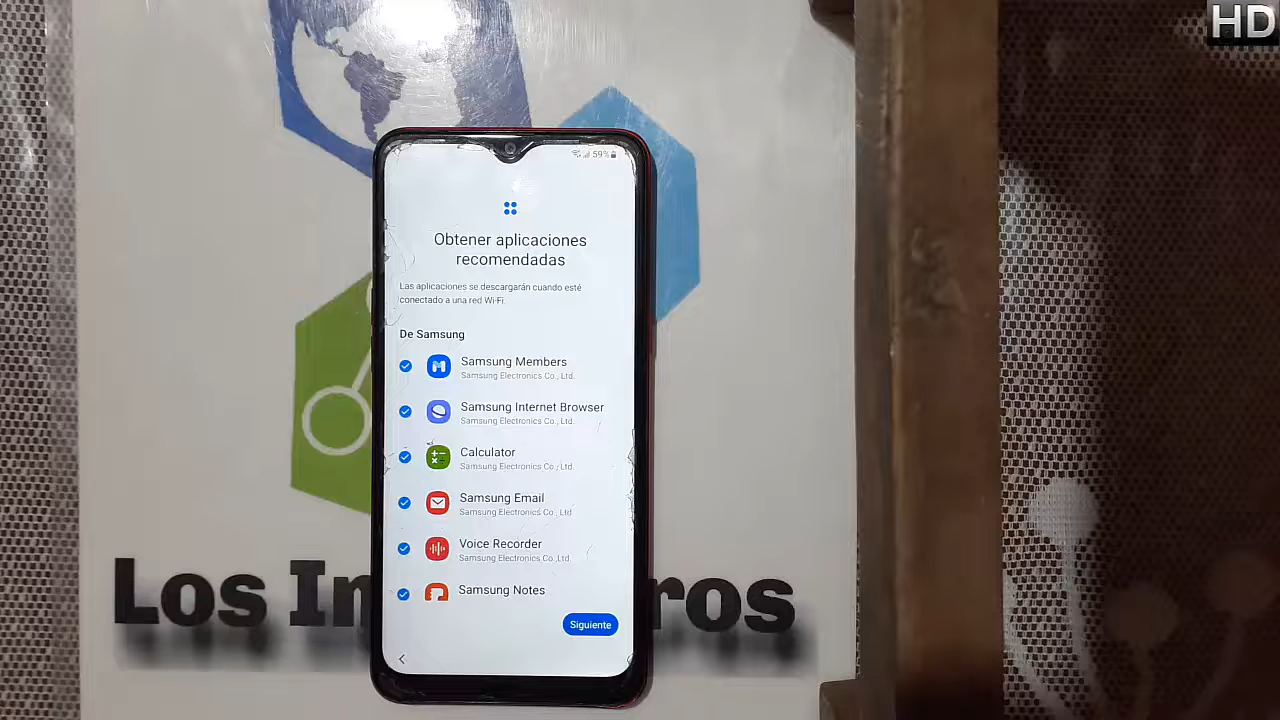 HD
59%
Obtener aplicaciones
recomendadas
Las aplicaciones se descargarán cuando esté
conectado a una red Wi-Fi.
De Samsung
Samsung Members
Samsung Electronics Co., Ltd.
Samsung Internet Browser
Samsung Electronics Co., Ltd.
Calculator
Samsung Electronics Co., Ltd.
Samsung Email
Samsung Electronics Co., Ltd.
Voice Recorder
Samsung Electronics Co., Ltd.
Samsung Notes
Siguiente
Los In ros